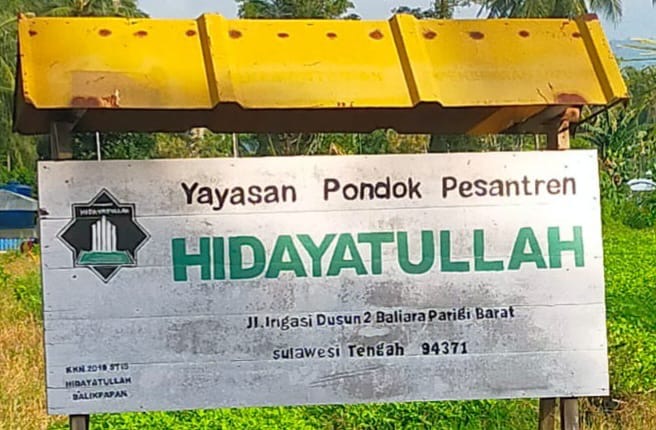 Yayasan Pondok Pesantren
HIDAYATULLAH
HIDAYATULLAH
Jl. Irigasi Dusun 2 Baliara Parigi Barat
Sulawesi Tengah 94371
KKN.2019 STIS
HIDAYATULLAH
BALIKPAPAN